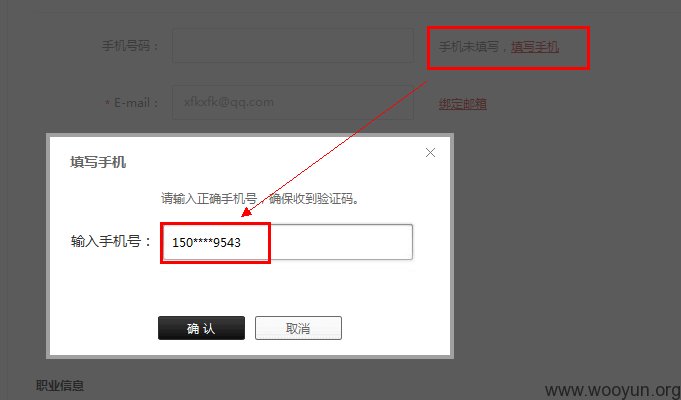 手机号码：
手机未填写，填写手机
* E-mail：
xfkxfk@qq.com
绑定邮箱
填写手机
请输入正确手机号，确保收到验证码。
输入手机号：
150****9543
确 认
取消
职业信息
www.wooyun.org